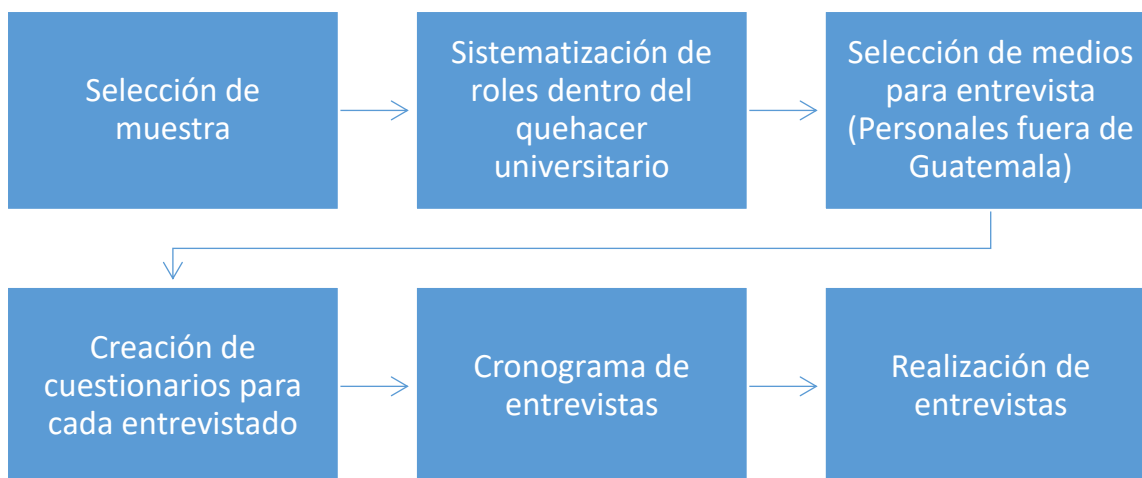 Selección de
muestra
Sistematización de
roles dentro del
quehacer
universitario
Selección de medios
para entrevista
(Personales fuera de
Guatemala)
Creación de
cuestionarios para
cada entrevistado
Cronograma de
entrevistas
Realización de
entrevistas